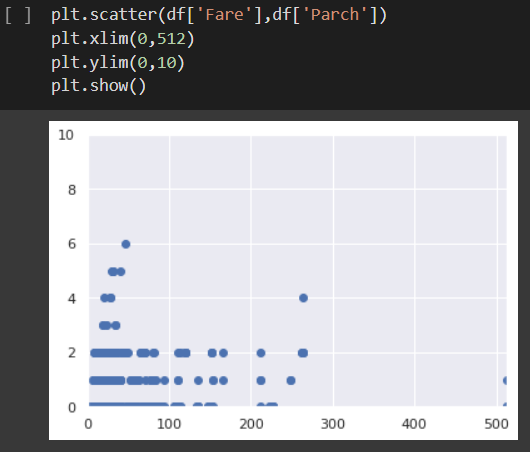 [ ] plt.scatter(df['Fare'],df['Parch'])
plt.xlim(0,512)
plt.ylim(0,10)
plt.show()
10
8
6
4
2
0
0 100 200 300 400 500